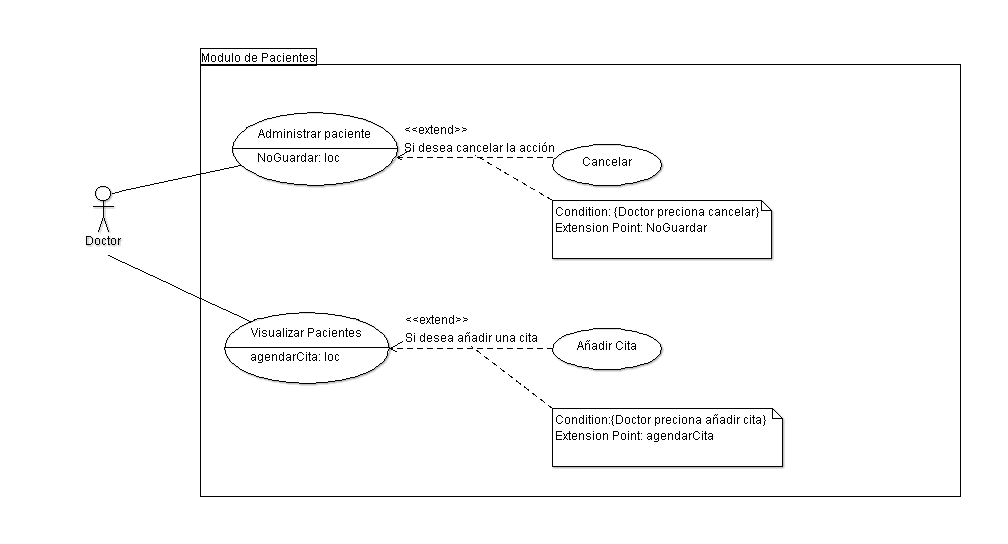 Modulo de Pacientes
Administrar paciente
NoGuardar: loc
<<extend>>
Si desea cancelar la acción
Cancelar
Condition: {Doctor preciona cancelar}
Extension Point: NoGuardar
Doctor
Visualizar Pacientes
agendarCita: loc
<<extend>>
Si desea añadir una cita
Añadir Cita
Condition:{Doctor preciona añadir cita}
Extension Point: agendarCita